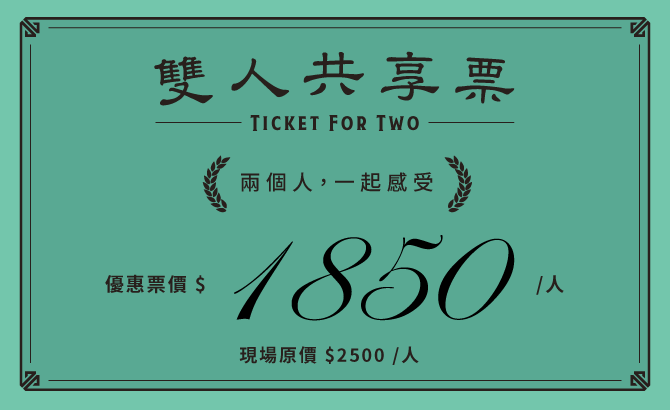 雙人共享票
TICKET FOR TWO
兩個人，一起感受
優惠票價 $ 1850 /人
現場原價 $2500 /人